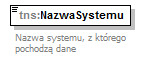 tns:NazwaSystemu
Nazwa systemu, z którego
pochodzą dane